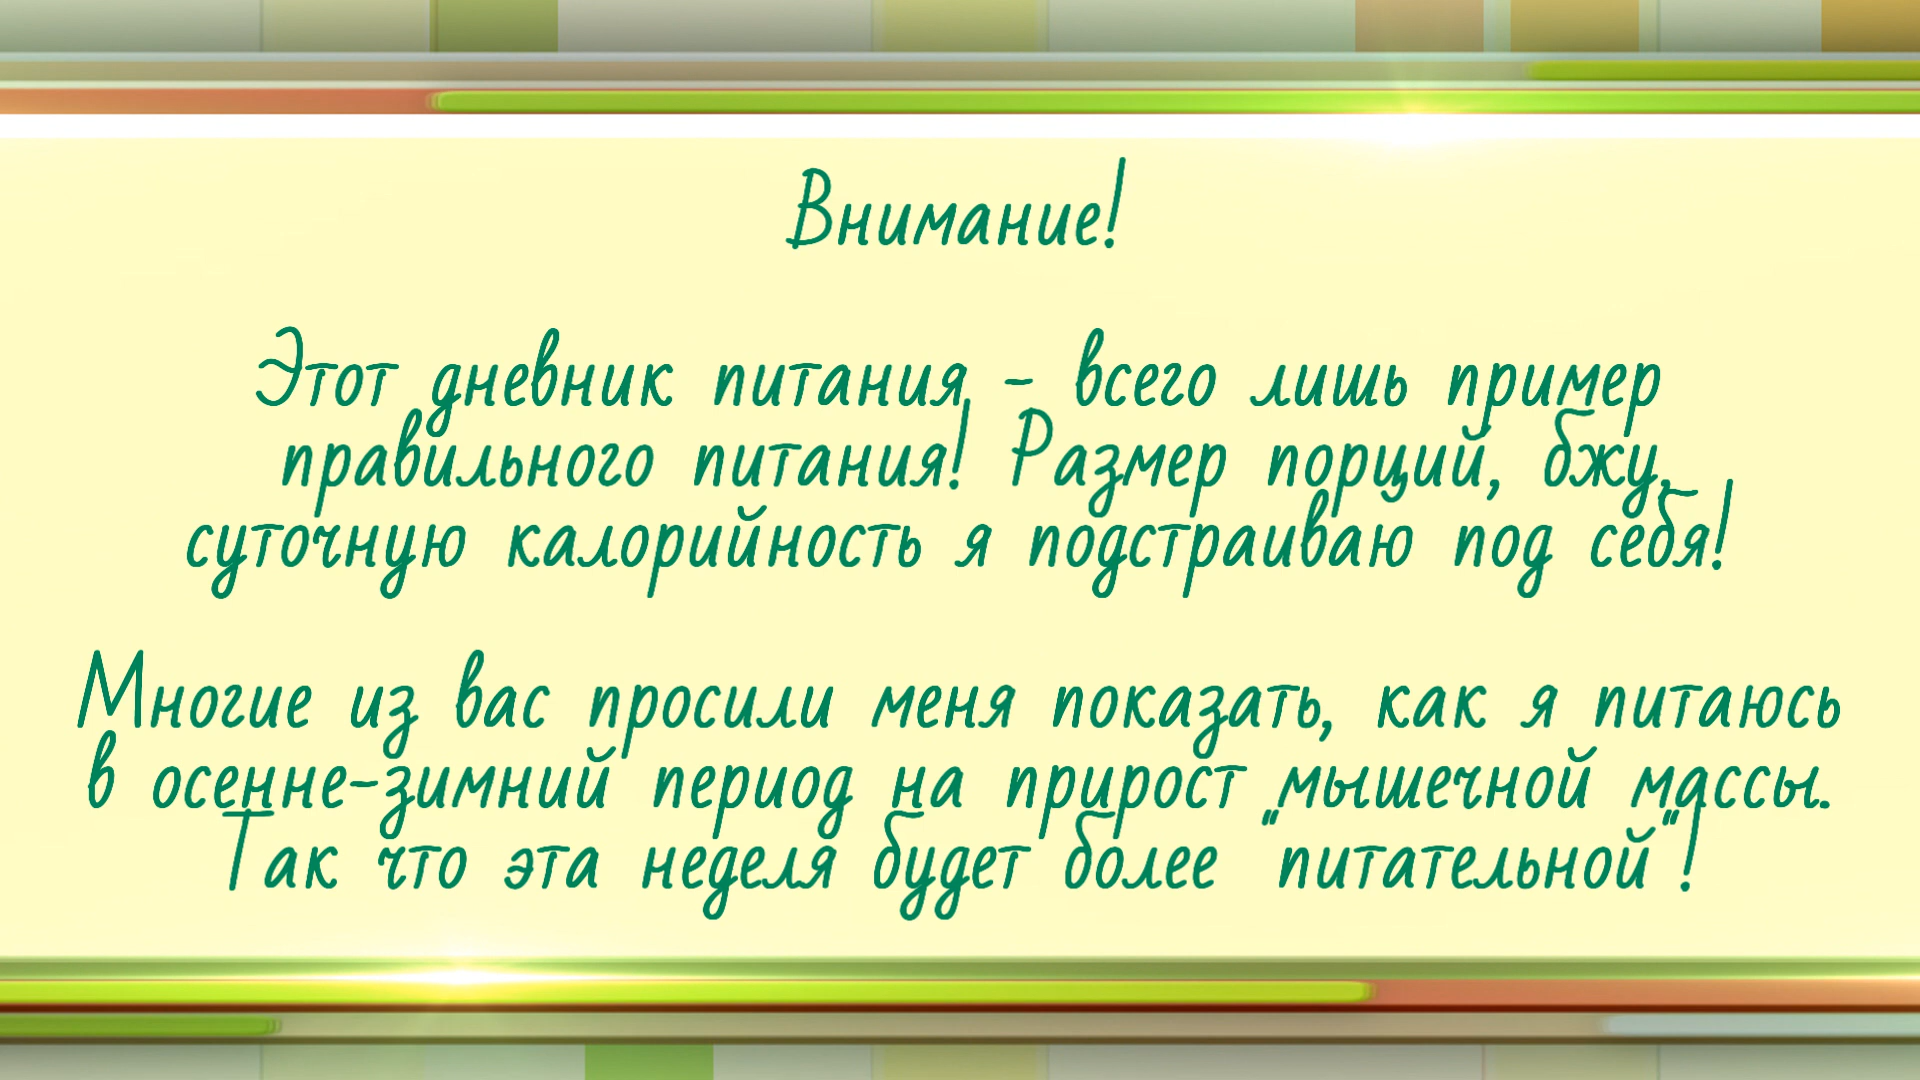 Внимание!
Этот дневник питания - всего лишь пример
правильного питания! Размер порций, бжу,
суточную калорийность я подстраиваю под себя!
Многие из вас просили меня показать, как я питаюсь
в осенне-зимний период на прирост мышечной массы.
Так что эта неделя будет более "питательной"!